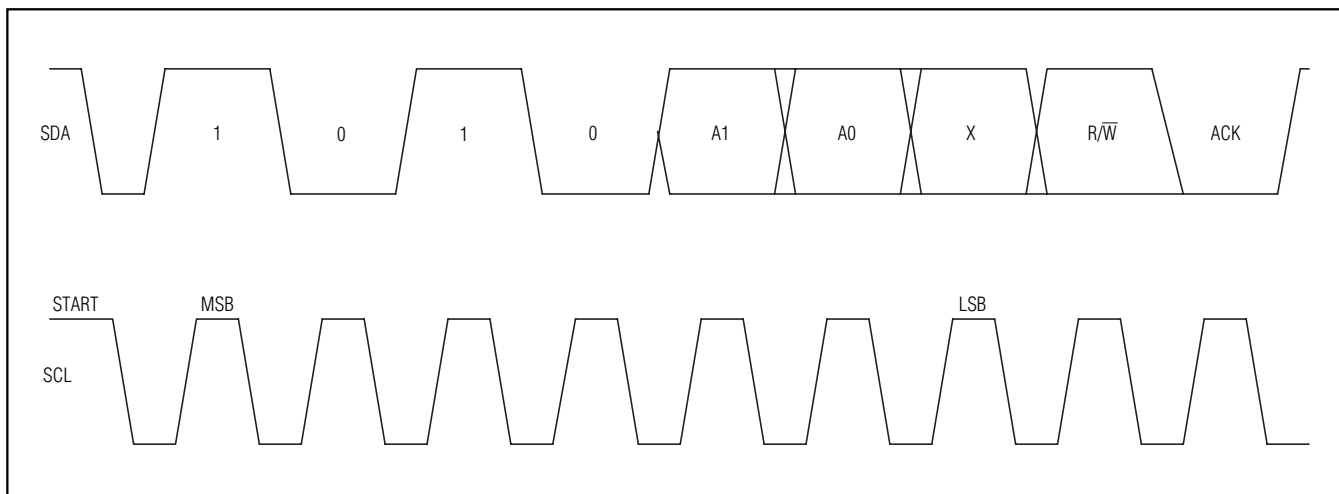 SDA 1 0 1 0 A1 A0 X R/W̅ ACK
START MSB LSB
SCL